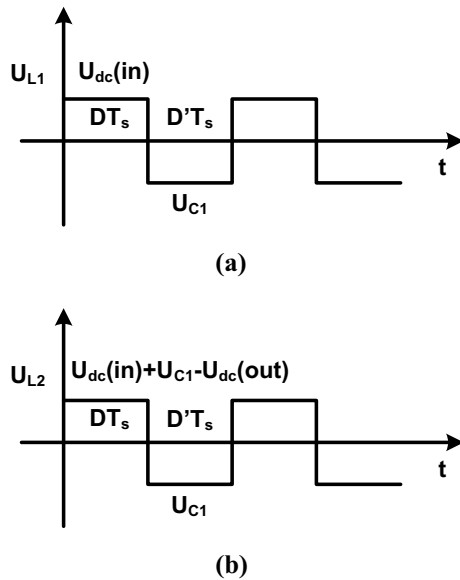 U_L1 U_dc(in)
DT_s D'T_s
t
U_C1
(a)
U_dc(in)+U_C1-U_dc(out)
U_L2
DT_s D'T_s
t
U_C1
(b)